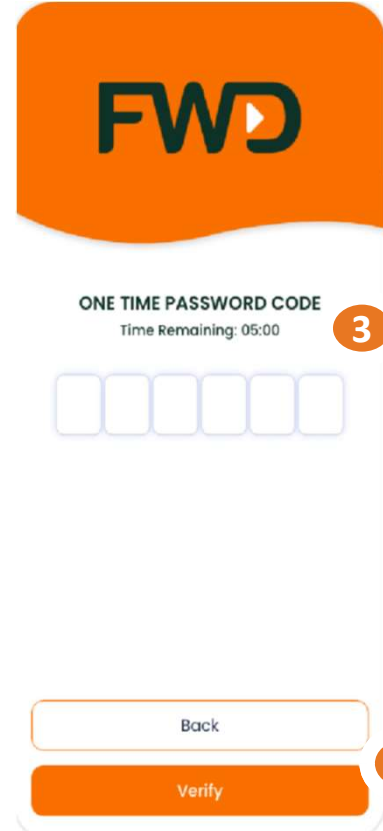 FWD
ONE TIME PASSWORD CODE
Time Remaining: 05:00
3
Back
Verify